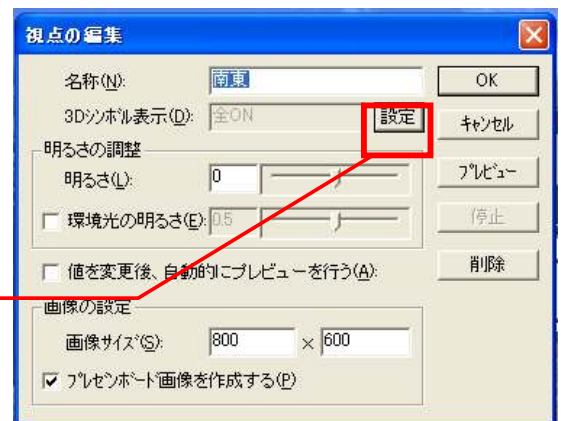 視点の編集
名称(N): 南東 OK
3Dシンボル表示(D): 全ON 設定 キャンセル
明るさの調整
明るさ(L): 0 プレビュー
環境光の明るさ(E): 0.5 停止
値を変更後、自動的にプレビューを行う(A): 削除
画像の設定
画像サイズ(S): 800 × 600
プレゼンボード画像を作成する(P)